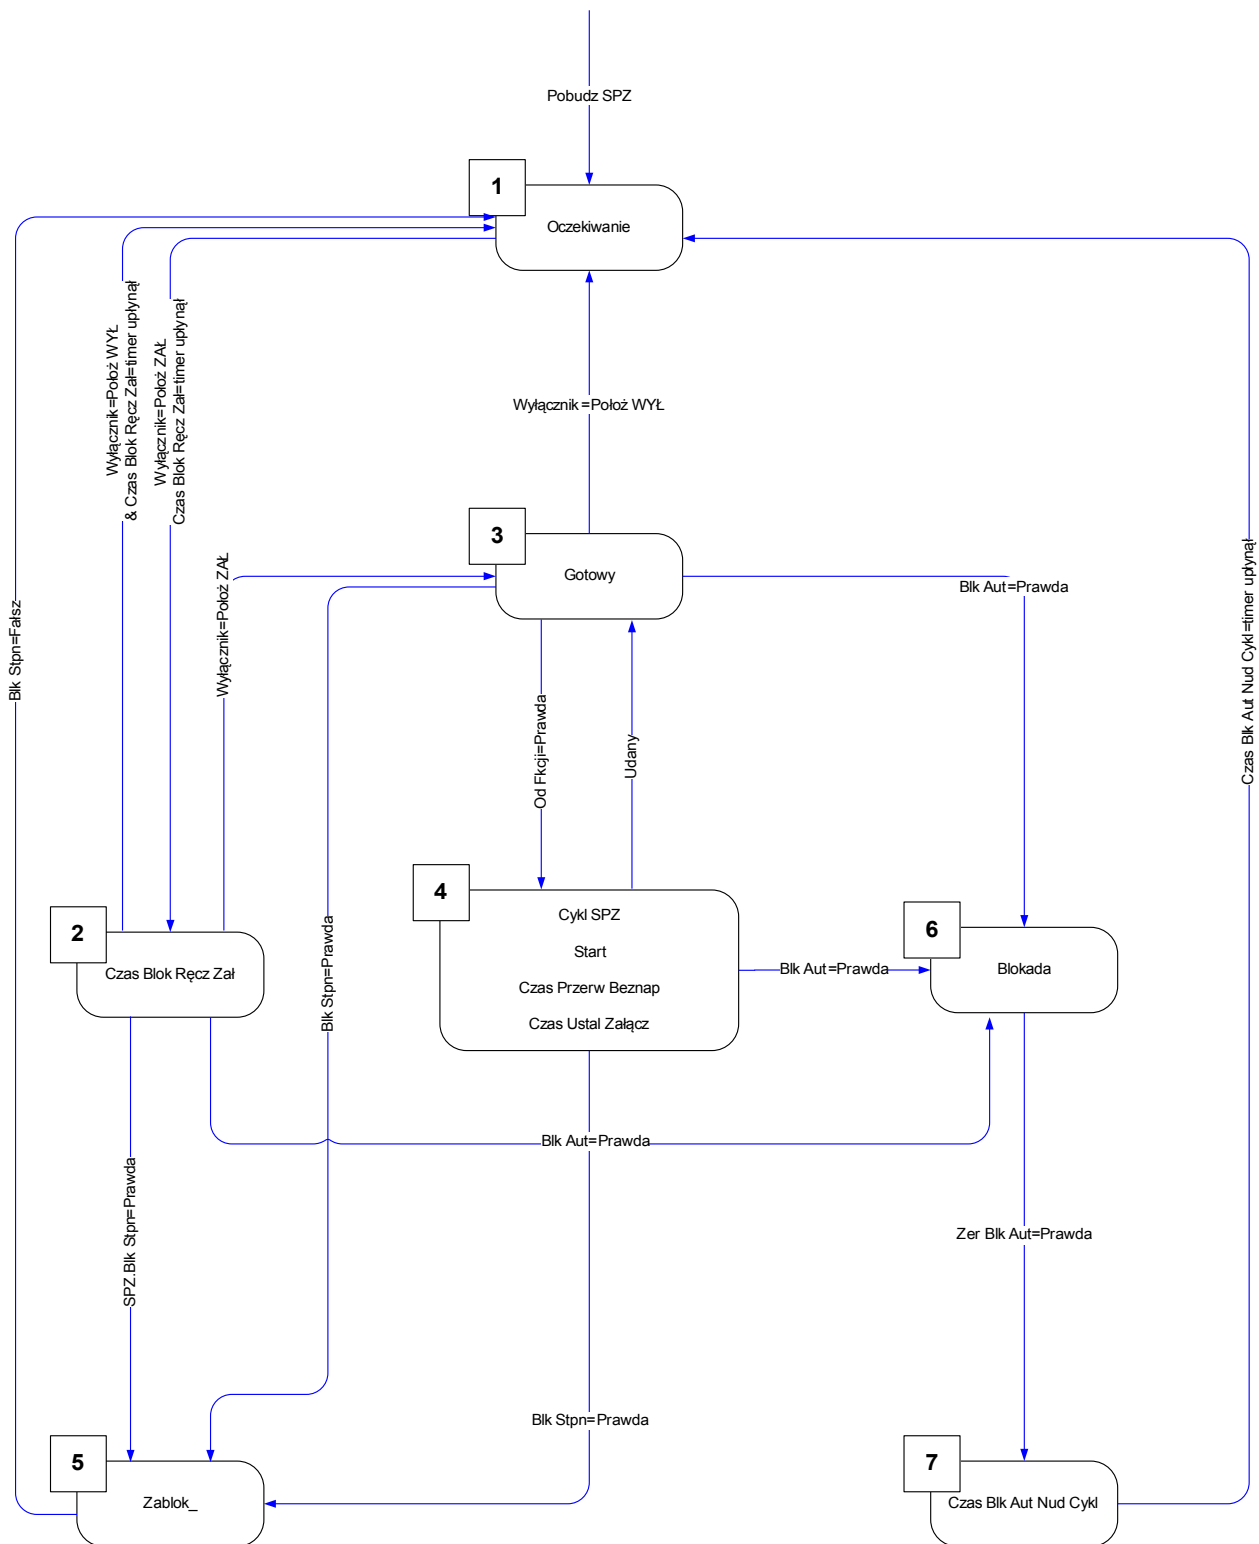 Pobudz SPZ
1
Oczekiwanie
Wyłącznik=Położ WYŁ
& Czas Blok Ręcz Zał=timer upłynął
Wyłącznik=Położ ZAŁ
Czas Blok Ręcz Zał=timer upłynął
Wyłącznik=Położ WYŁ
3
Gotowy
Wyłącznik=Położ ZAŁ
Blk Aut=Prawda
Blk Stpn=Fałsz
Czas Blk Aut Nud Cykl=timer upłynął
Od Fkcji=Prawda
Udany
4
Cykl SPZ
Start
Czas Przerw Beznap
Czas Ustal Załącz
2
Czas Blok Ręcz Zał
6
Blokada
Blk Aut=Prawda
Blk Stpn=Prawda
Blk Aut=Prawda
SPZ.Blk Stpn=Prawda
Zer Blk Aut=Prawda
Blk Stpn=Prawda
5
Zablok_
7
Czas Blk Aut Nud Cykl